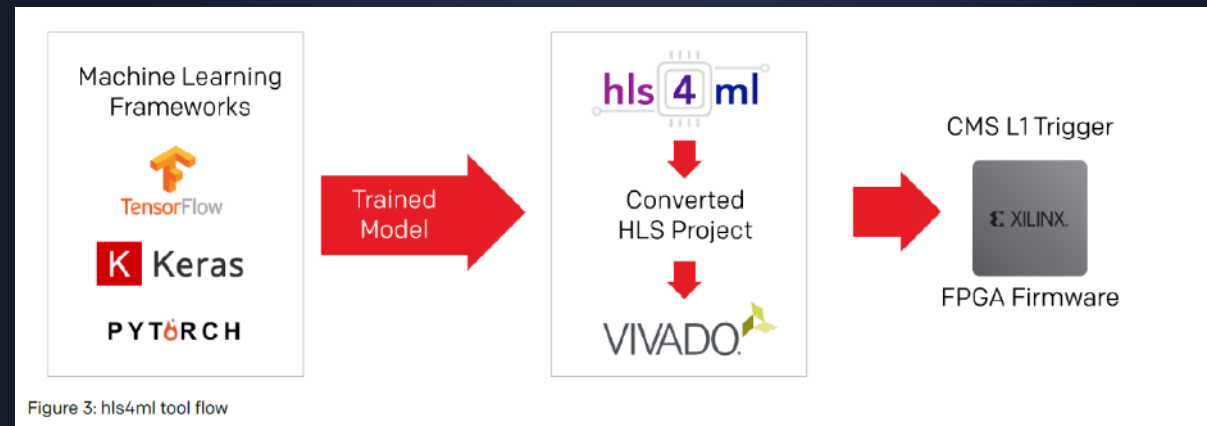 Machine Learning
Frameworks
TensorFlow
K Keras
PYTORCH
Trained
Model
hls 4 ml
Converted
HLS Project
VIVADO.
CMS L1 Trigger
XILINX.
FPGA Firmware
Figure 3: hls4ml tool flow